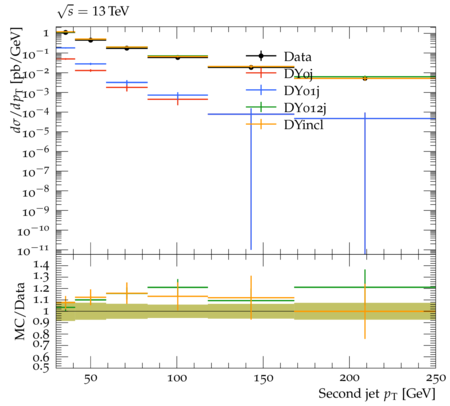 √s = 13 TeV
dσ/dpT [pb/GeV]
1
10⁻¹
10⁻²
10⁻³
10⁻⁴
10⁻⁵
10⁻⁶
10⁻⁷
10⁻⁸
10⁻⁹
10⁻¹⁰
10⁻¹¹
Data
DY0j
DY01j
DY012j
DYincl
MC/Data
1.4
1.3
1.2
1.1
1
0.9
0.8
0.7
0.6
0.5
50 100 150 200 250
Second jet pT [GeV]